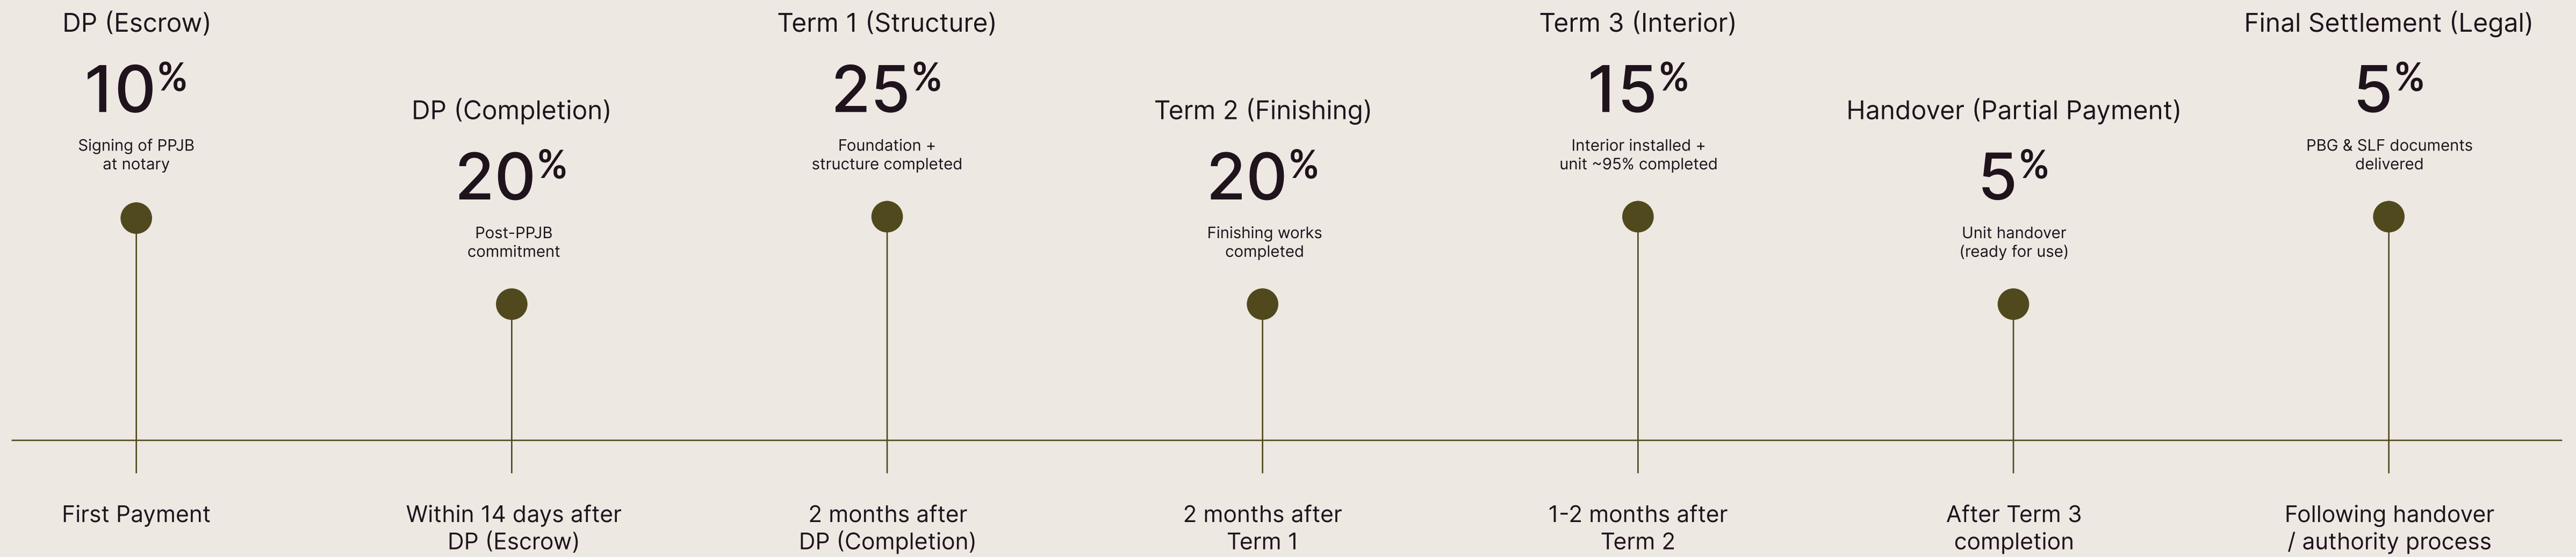 DP (Escrow)
10%
Signing of PPJB
at notary
First Payment
DP (Completion)
20%
Post-PPJB
commitment
Within 14 days after
DP (Escrow)
Term 1 (Structure)
25%
Foundation +
structure completed
2 months after
DP (Completion)
Term 2 (Finishing)
20%
Finishing works
completed
2 months after
Term 1
Term 3 (Interior)
15%
Interior installed +
unit ~95% completed
1-2 months after
Term 2
Handover (Partial Payment)
5%
Unit handover
(ready for use)
After Term 3
completion
Final Settlement (Legal)
5%
PBG & SLF documents
delivered
Following handover
/ authority process